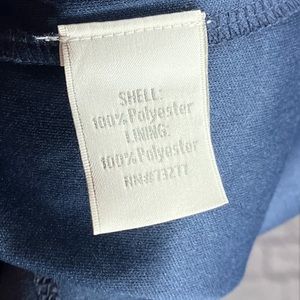 SHELL:
100% Polyester
LINING:
100% Polyester
RN#73277